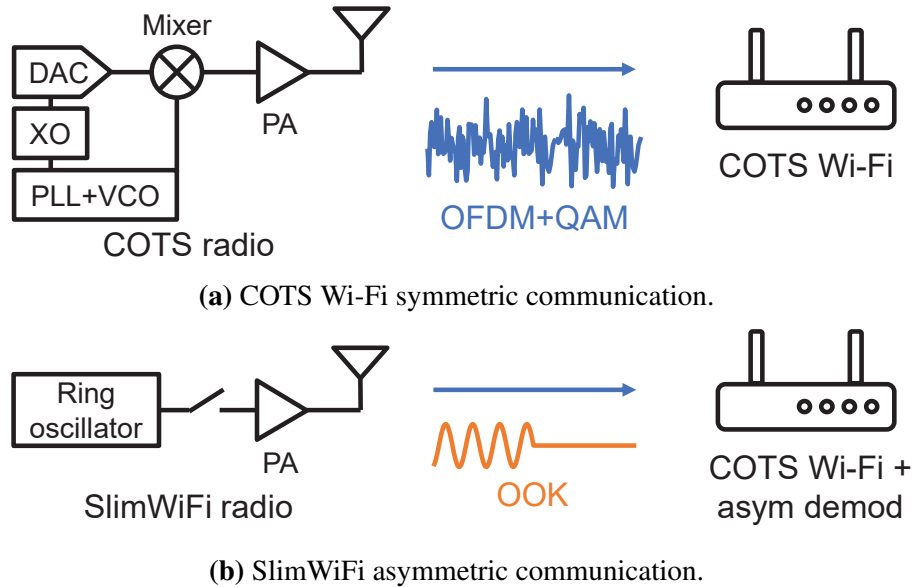 Mixer
DAC
XO
PA
PLL+VCO
COTS radio
OFDM+QAM
COTS Wi-Fi
(a) COTS Wi-Fi symmetric communication.
Ring
oscillator
PA
SlimWiFi radio
OOK
COTS Wi-Fi +
asym demod
(b) SlimWiFi asymmetric communication.